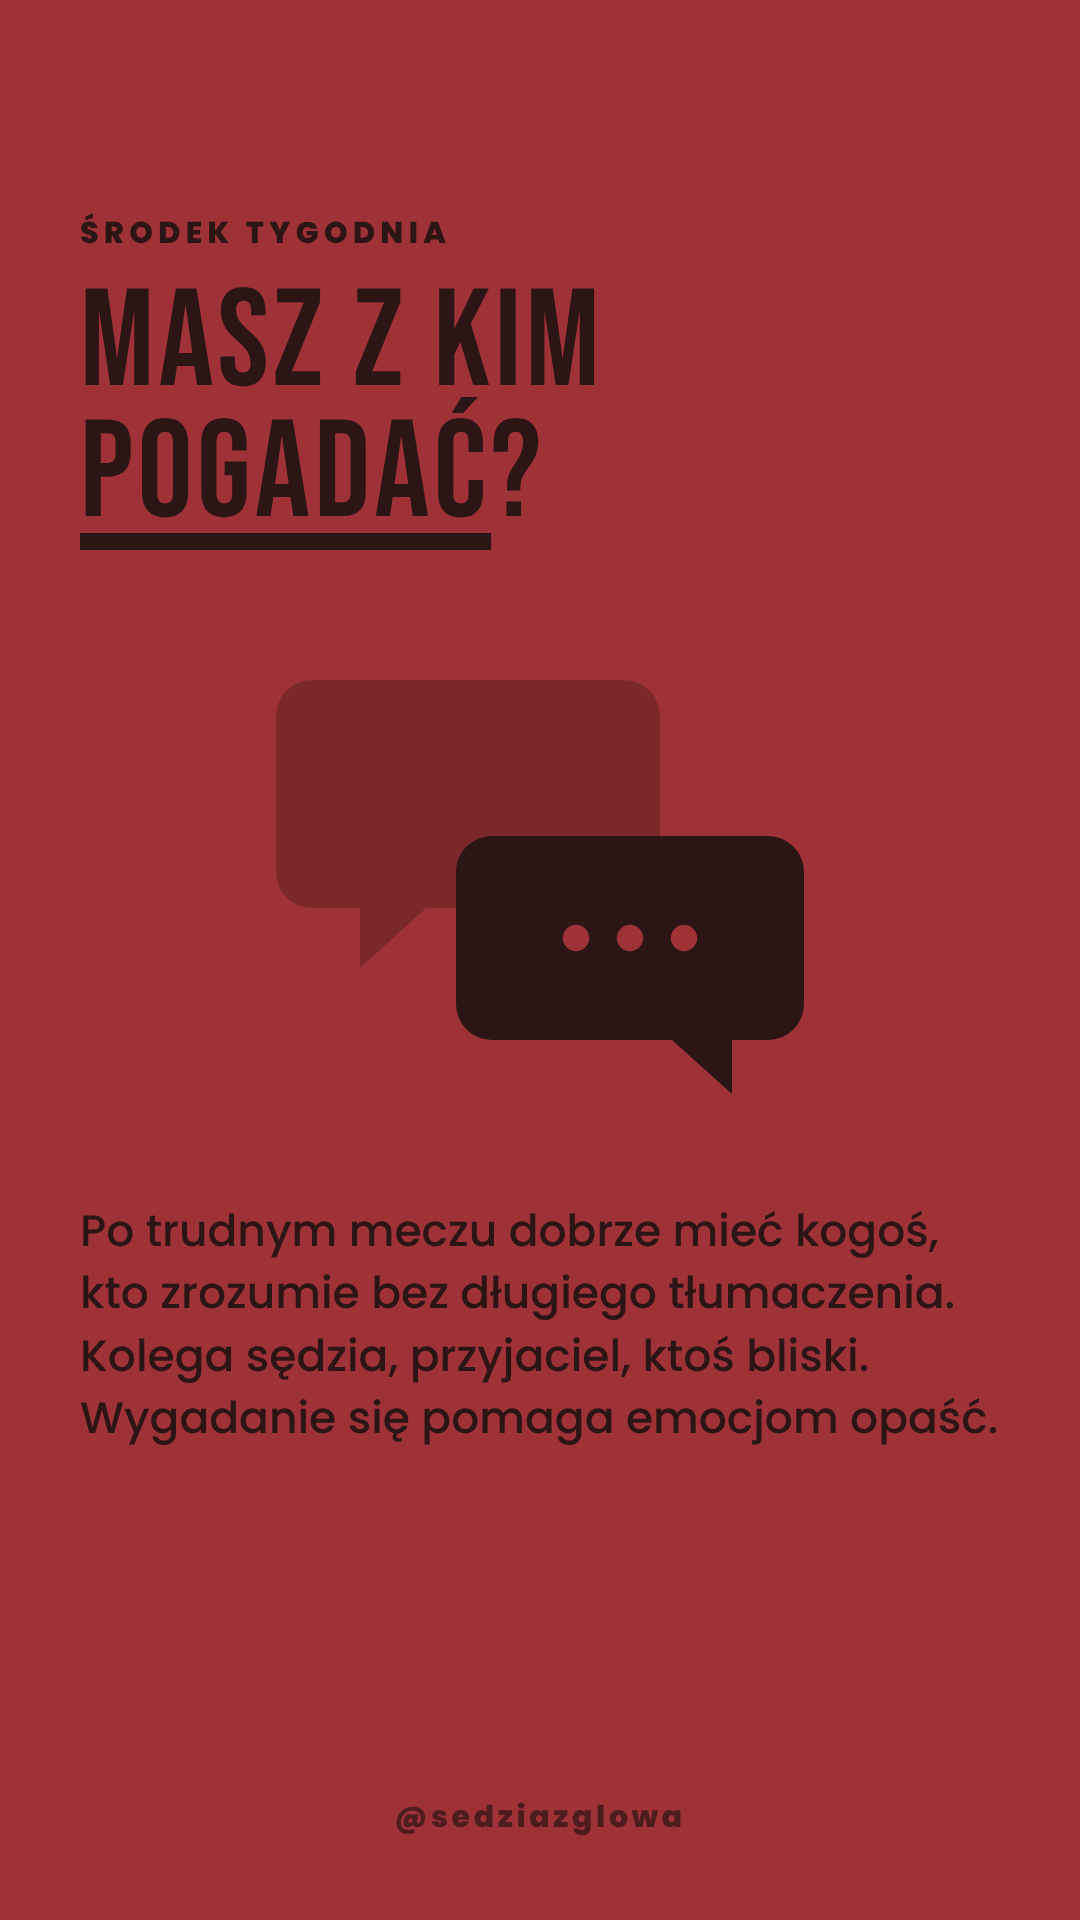 ŚRODEK TYGODNIA
MASZ Z KIM
POGADAĆ?
Po trudnym meczu dobrze mieć kogoś,
kto zrozumie bez długiego tłumaczenia.
Kolega sędzia, przyjaciel, ktoś bliski.
Wygadanie się pomaga emocjom opaść.
@sedziazglowa